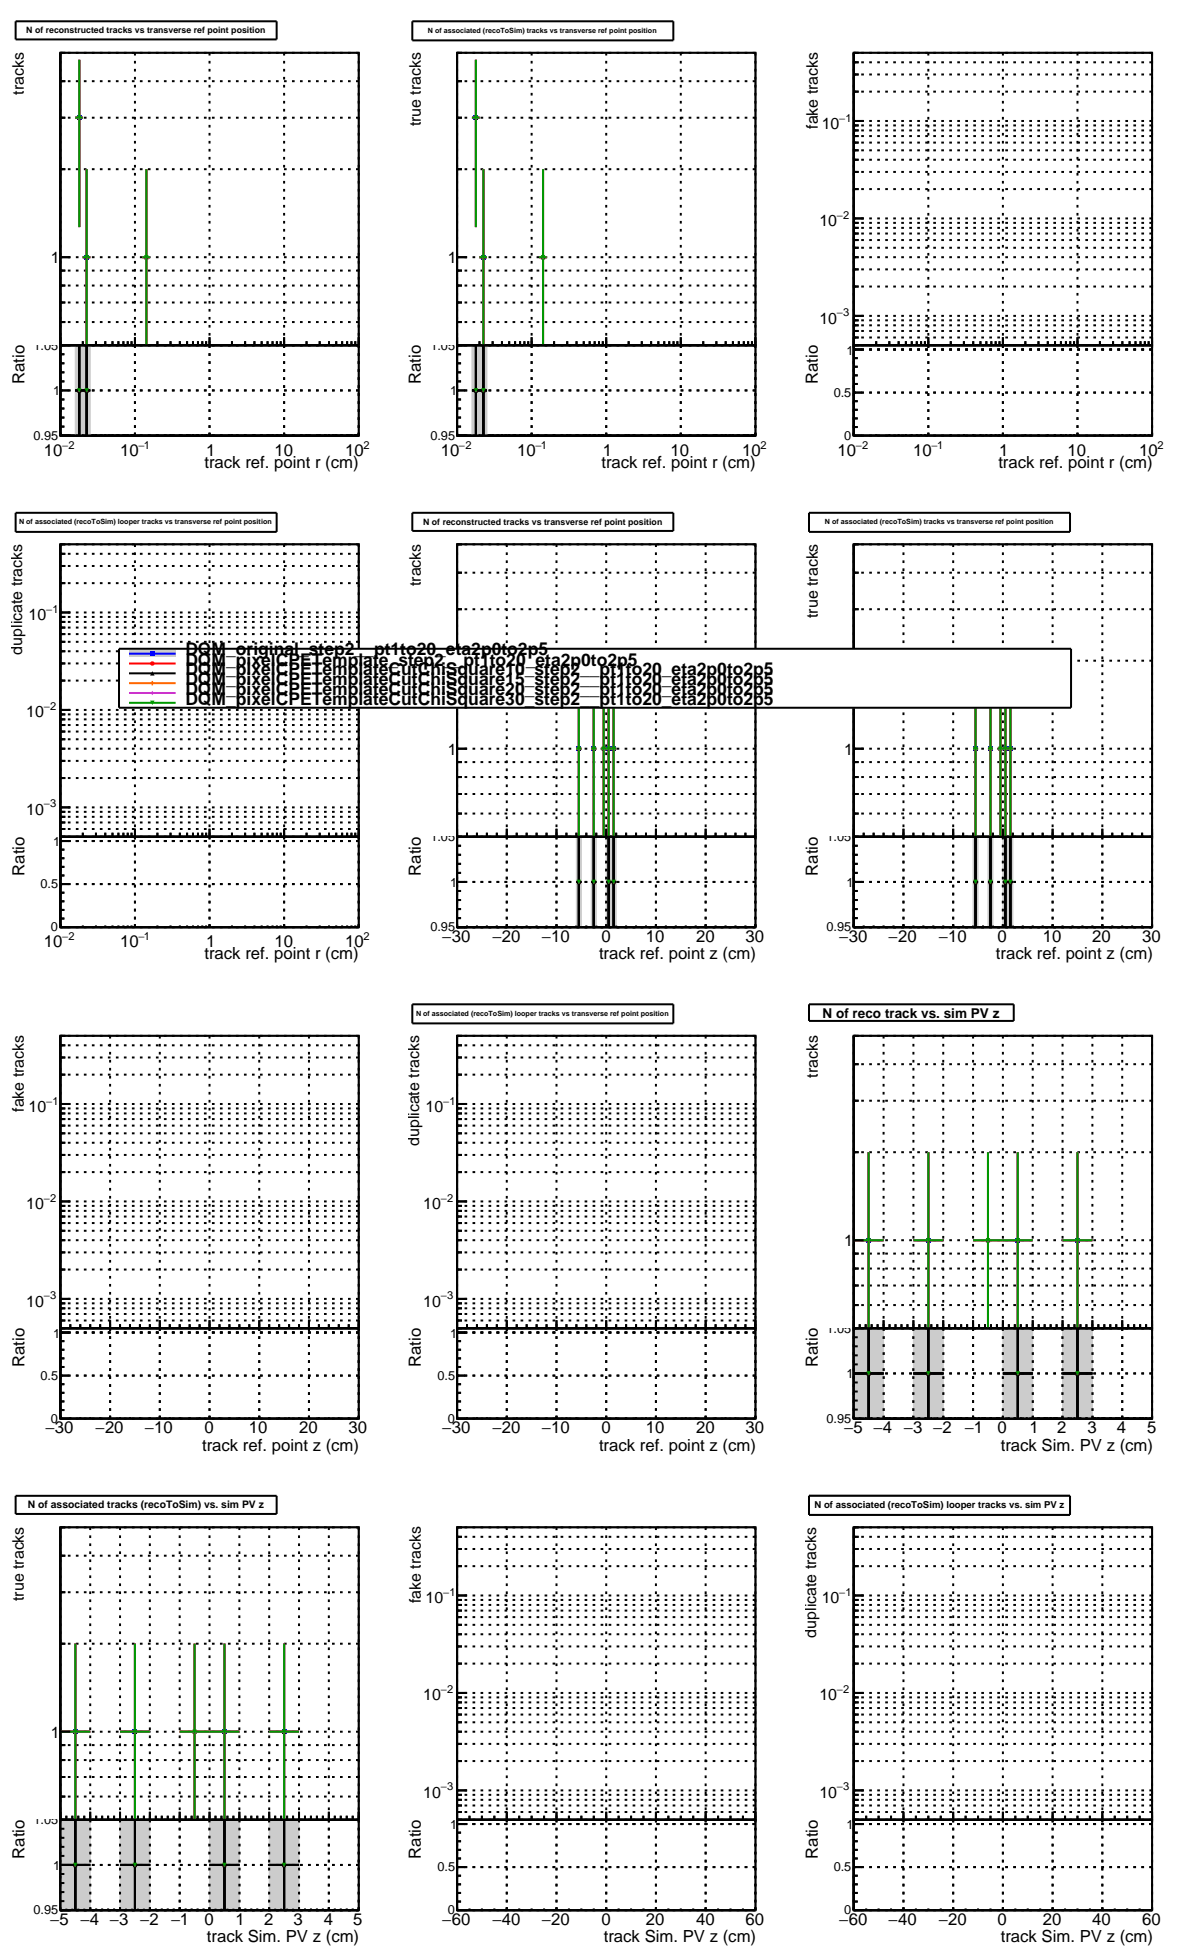 N of reconstructed tracks vs transverse ref point position
tracks
1
1.05
Ratio
1
0.95
10−2 10−1 1 10 102
track ref. point r (cm)
N of associated (recoToSim) tracks vs transverse ref point position
true tracks
1
1.05
Ratio
1
0.95
10−2 10−1 1 10 102
track ref. point r (cm)
fake tracks
10−1
10−2
10−3
Ratio
1
0.5
0
10−2 10−1 1 10 102
track ref. point r (cm)
N of associated (recoToSim) looper tracks vs transverse ref point position
duplicate tracks
10−1
10−2
10−3
Ratio
1
0.5
0
10−2 10−1 1 10 102
track ref. point r (cm)
N of reconstructed tracks vs transverse ref point position
tracks
1
1.05
Ratio
1
0.95
−30 −20 −10 0 10 20 30
track ref. point z (cm)
N of associated (recoToSim) tracks vs transverse ref point position
true tracks
1
1.05
Ratio
1
0.95
−30 −20 −10 0 10 20 30
track ref. point z (cm)
DQM_original_step2__pt1to20_eta2p0to2p5
DQM_pixelCPETemplate_step2__pt1to20_eta2p0to2p5
DQM_pixelCPETemplateCutChiSquare10_step2__pt1to20_eta2p0to2p5
DQM_pixelCPETemplateCutChiSquare15_step2__pt1to20_eta2p0to2p5
DQM_pixelCPETemplateCutChiSquare20_step2__pt1to20_eta2p0to2p5
DQM_pixelCPETemplateCutChiSquare30_step2__pt1to20_eta2p0to2p5
fake tracks
10−1
10−2
10−3
Ratio
1
0.5
0
−30 −20 −10 0 10 20 30
track ref. point z (cm)
N of associated (recoToSim) looper tracks vs transverse ref point position
duplicate tracks
10−1
10−2
10−3
Ratio
1
0.5
0
−30 −20 −10 0 10 20 30
track ref. point z (cm)
N of reco track vs. sim PV z
tracks
1
1.05
Ratio
1
0.95
−5 −4 −3 −2 −1 0 1 2 3 4 5
track Sim. PV z (cm)
N of associated tracks (recoToSim) vs. sim PV z
true tracks
1
1.05
Ratio
1
0.95
−5 −4 −3 −2 −1 0 1 2 3 4 5
track Sim. PV z (cm)
fake tracks
10−1
10−2
10−3
Ratio
1
0.5
0
−60 −40 −20 0 20 40 60
track Sim. PV z (cm)
N of associated (recoToSim) looper tracks vs. sim PV z
duplicate tracks
10−1
10−2
10−3
Ratio
1
0.5
0
−60 −40 −20 0 20 40 60
track Sim. PV z (cm)